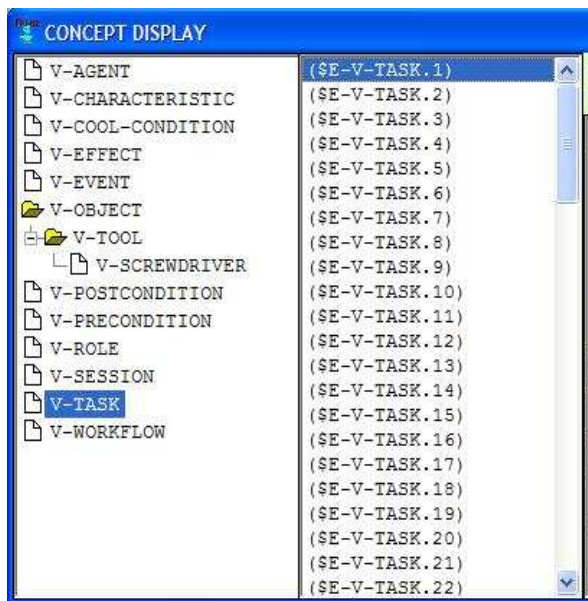 CONCEPT DISPLAY
V-AGENT
V-CHARACTERISTIC
V-COOL-CONDITION
V-EFFECT
V-EVENT
V-OBJECT
V-TOOL
V-SCREWDRIVER
V-POSTCONDITION
V-PRECONDITION
V-ROLE
V-SESSION
V-TASK
V-WORKFLOW
($E-V-TASK.1)
($E-V-TASK.2)
($E-V-TASK.3)
($E-V-TASK.4)
($E-V-TASK.5)
($E-V-TASK.6)
($E-V-TASK.7)
($E-V-TASK.8)
($E-V-TASK.9)
($E-V-TASK.10)
($E-V-TASK.11)
($E-V-TASK.12)
($E-V-TASK.13)
($E-V-TASK.14)
($E-V-TASK.15)
($E-V-TASK.16)
($E-V-TASK.17)
($E-V-TASK.18)
($E-V-TASK.19)
($E-V-TASK.20)
($E-V-TASK.21)
($E-V-TASK.22)